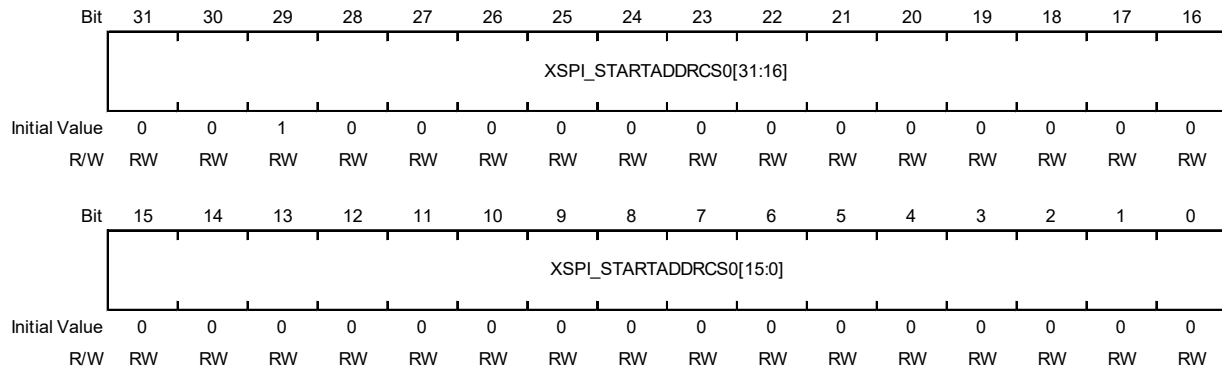 Bit 31 30 29 28 27 26 25 24 23 22 21 20 19 18 17 16
XSPI_STARTADDRCS0[31:16]
Initial Value 0 0 1 0 0 0 0 0 0 0 0 0 0 0 0 0
R/W RW RW RW RW RW RW RW RW RW RW RW RW RW RW RW RW
Bit 15 14 13 12 11 10 9 8 7 6 5 4 3 2 1 0
XSPI_STARTADDRCS0[15:0]
Initial Value 0 0 0 0 0 0 0 0 0 0 0 0 0 0 0 0
R/W RW RW RW RW RW RW RW RW RW RW RW RW RW RW RW RW